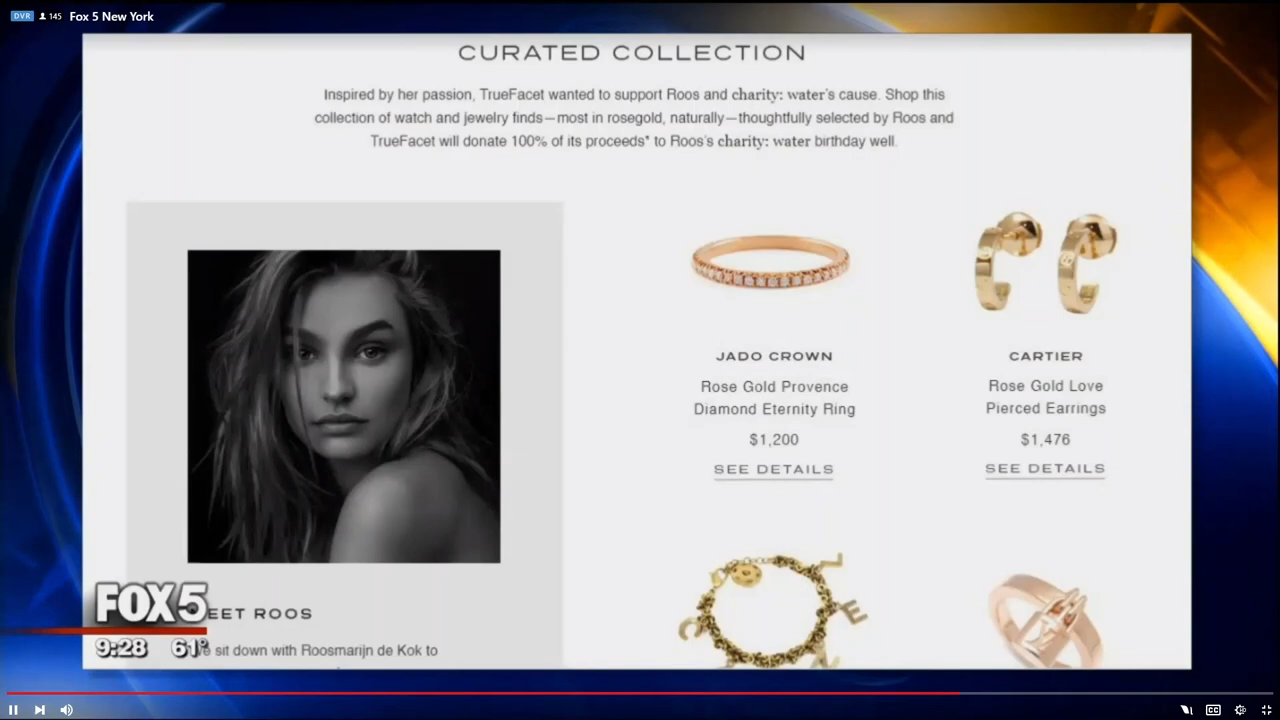 DVR 145 Fox 5 New York
CURATED COLLECTION
Inspired by her passion, TrueFacet wanted to support Roos and charity: water's cause. Shop this
collection of watch and jewelry finds—most in rosegold, naturally—thoughtfully selected by Roos and
TrueFacet will donate 100% of its proceeds* to Roos's charity: water birthday well.
JADO CROWN
Rose Gold Provence
Diamond Eternity Ring
$1,200
SEE DETAILS
CARTIER
Rose Gold Love
Pierced Earrings
$1,476
SEE DETAILS
EET ROOS
sit down with Roosmarijn de Kok to
FOX 5
9:28 61°
CC